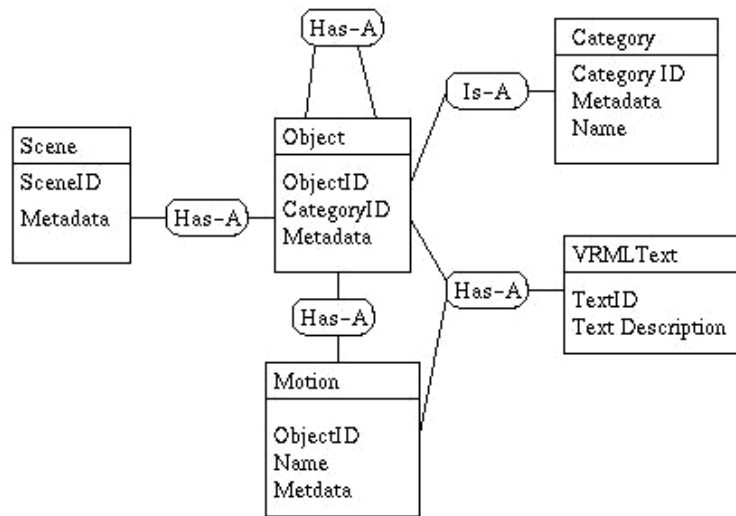 Has-A
Category
Category ID
Metadata
Name
Is-A
Object
ObjectID
CategoryID
Metadata
Scene
SceneID
Metadata
Has-A
VRMLText
TextID
Text Description
Has-A
Has-A
Motion
ObjectID
Name
Metdata